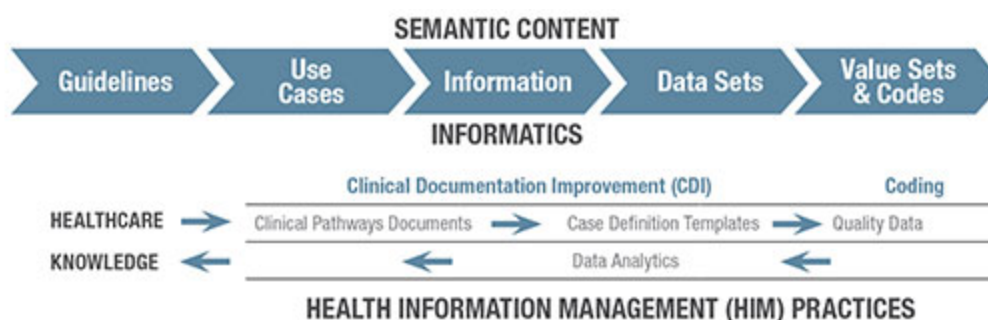 SEMANTIC CONTENT
Guidelines
Use
Cases
Information
Data Sets
Value Sets
& Codes
INFORMATICS
Clinical Documentation Improvement (CDI)
Coding
HEALTHCARE
Clinical Pathways Documents
Case Definition Templates
Quality Data
KNOWLEDGE
Data Analytics
HEALTH INFORMATION MANAGEMENT (HIM) PRACTICES